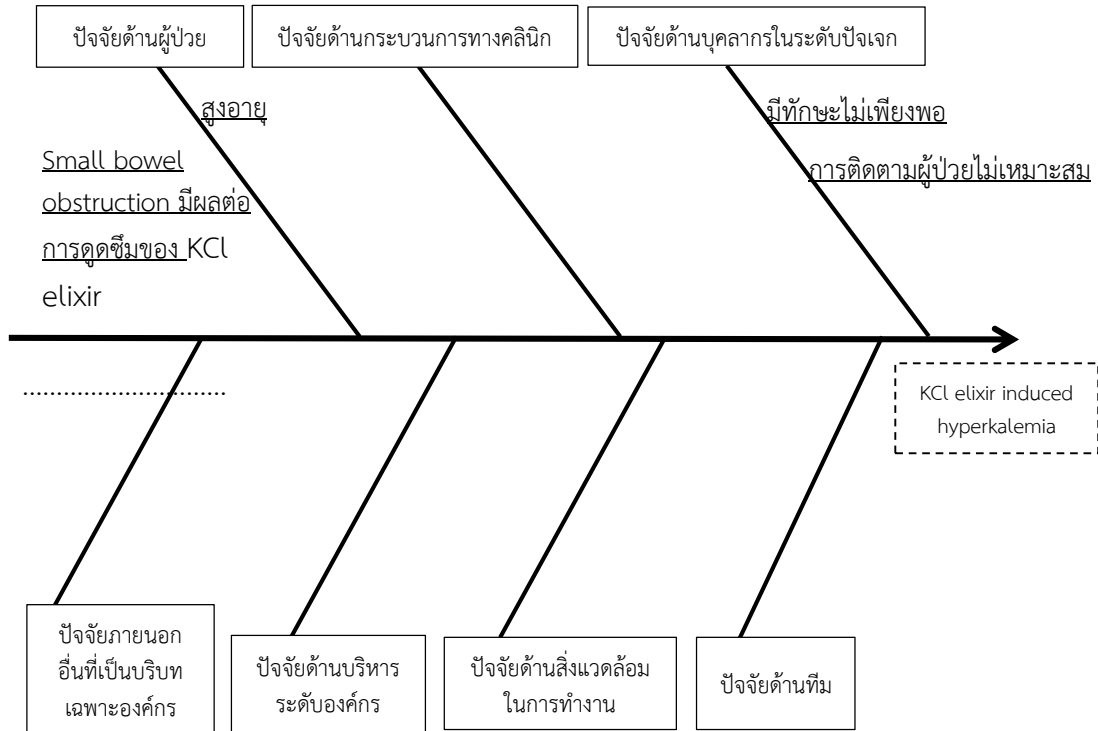 ปัจจัยด้านผู้ป่วย
ปัจจัยด้านกระบวนการทางคลินิก
ปัจจัยด้านบุคลากรในระดับปัจเจก
สูงอายุ
Small bowel
obstruction มีผลต่อ
การดูดซึมของ KCl
elixir
มีทักษะไม่เพียงพอ
การติดตามผู้ป่วยไม่เหมาะสม
................................
KCl elixir induced
hyperkalemia
ปัจจัยภายนอก
อื่นที่เป็นบริบท
เฉพาะองค์กร
ปัจจัยด้านบริหาร
ระดับองค์กร
ปัจจัยด้านสิ่งแวดล้อม
ในการทำงาน
ปัจจัยด้านทีม